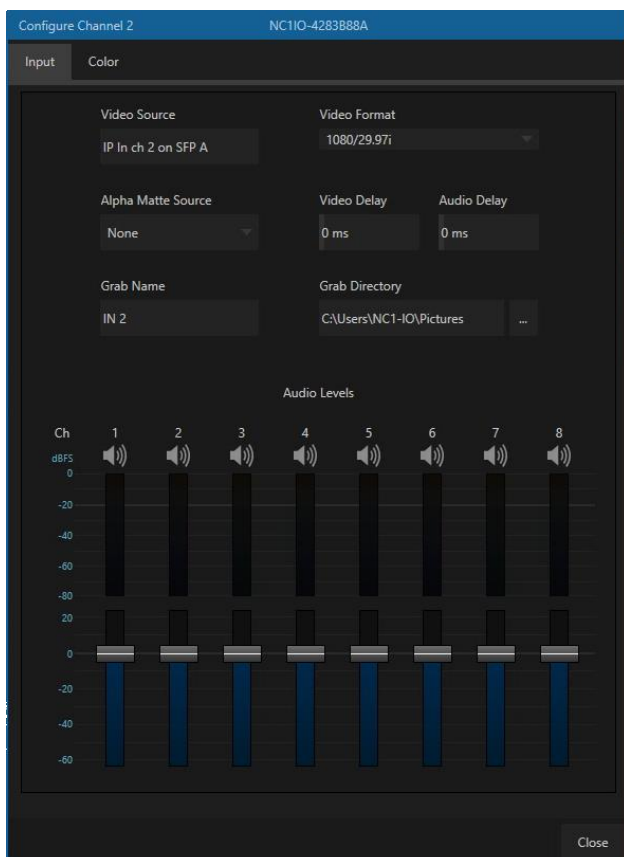 Configure Channel 2 NC1IO-4283B88A
Input Color
Video Source Video Format
IP In ch 2 on SFP A 1080/29.97i
Alpha Matte Source Video Delay Audio Delay
None 0 ms 0 ms
Grab Name Grab Directory
IN 2 C:\Users\NC1-IO\Pictures ...
Audio Levels
Ch 1 2 3 4 5 6 7 8
dBFS
0
-20
-40
-60
-80
20
0
-20
-40
-60
Close